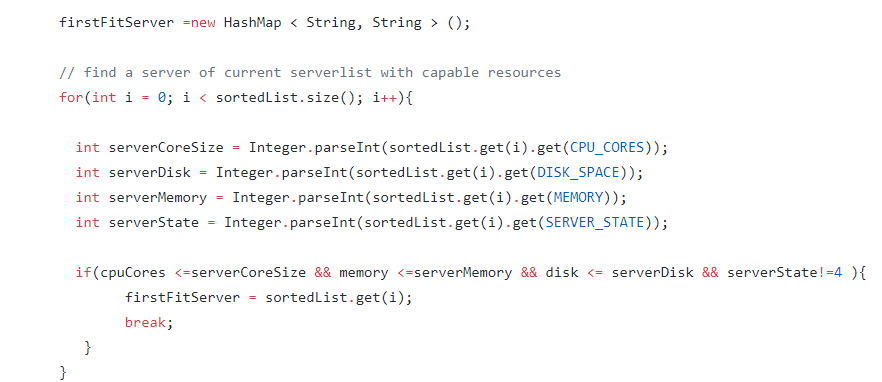 firstFitServer =new HashMap < String, String > ();
// find a server of current serverlist with capable resources
for(int i = 0; i < sortedList.size(); i++){
int serverCoreSize = Integer.parseInt(sortedList.get(i).get(CPU_CORES));
int serverDisk = Integer.parseInt(sortedList.get(i).get(DISK_SPACE));
int serverMemory = Integer.parseInt(sortedList.get(i).get(MEMORY));
int serverState = Integer.parseInt(sortedList.get(i).get(SERVER_STATE));
if(cpuCores <=serverCoreSize && memory <=serverMemory && disk <= serverDisk && serverState!=4 ){
firstFitServer = sortedList.get(i);
break;
}
}